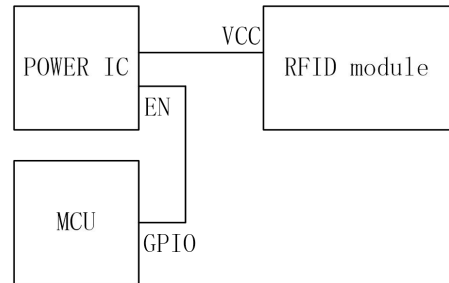 VCC
POWER IC
RFID module
EN
MCU
GPIO